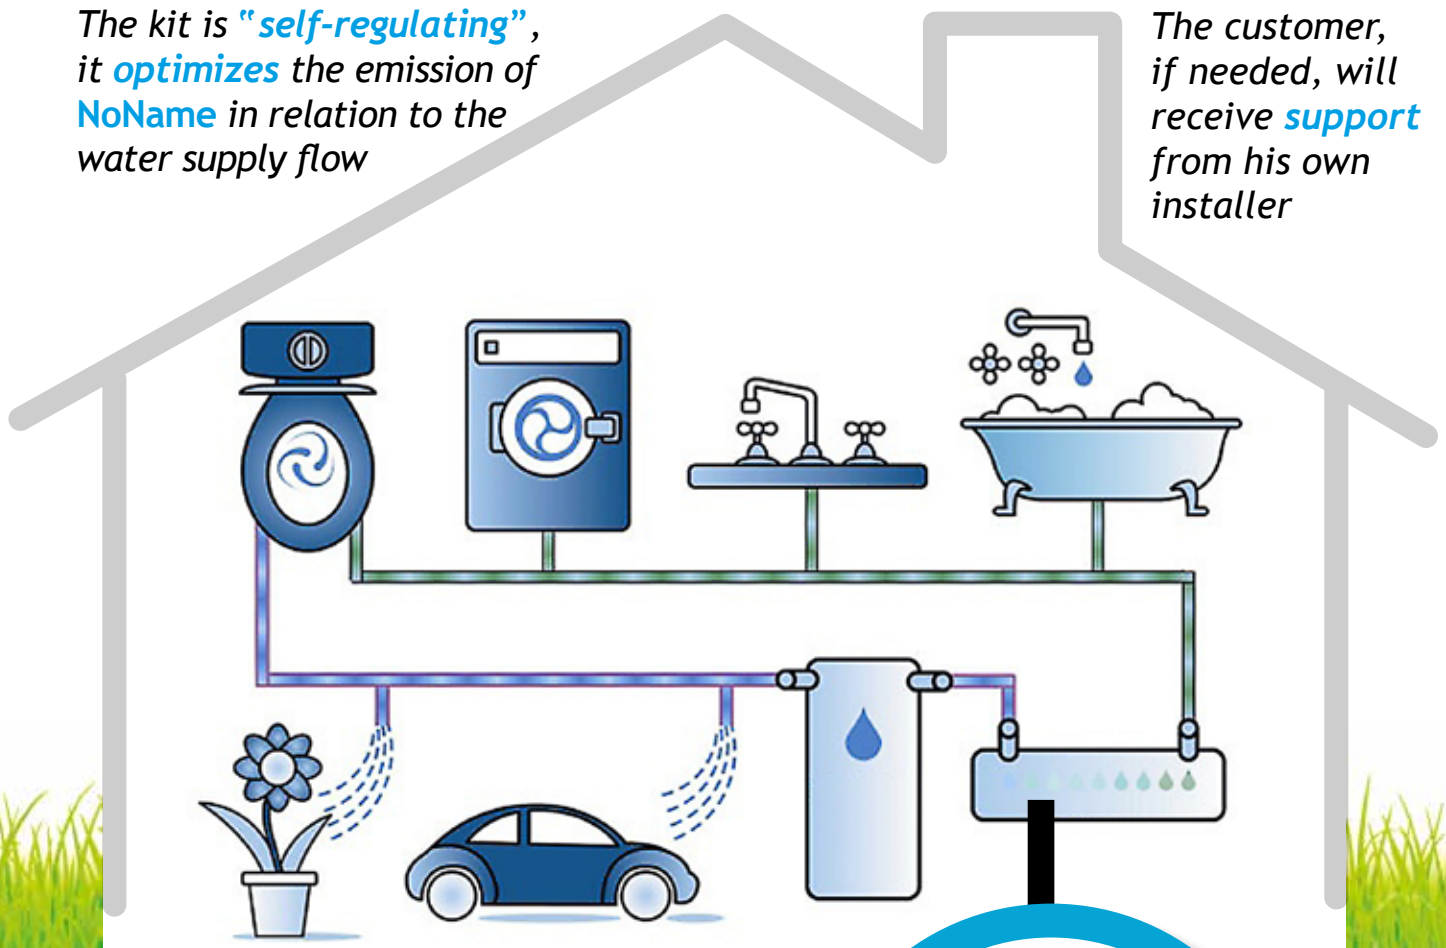 The kit is “self-regulating”,
it optimizes the emission of
NoName in relation to the
water supply flow
The customer,
if needed, will
receive support
from his own
installer